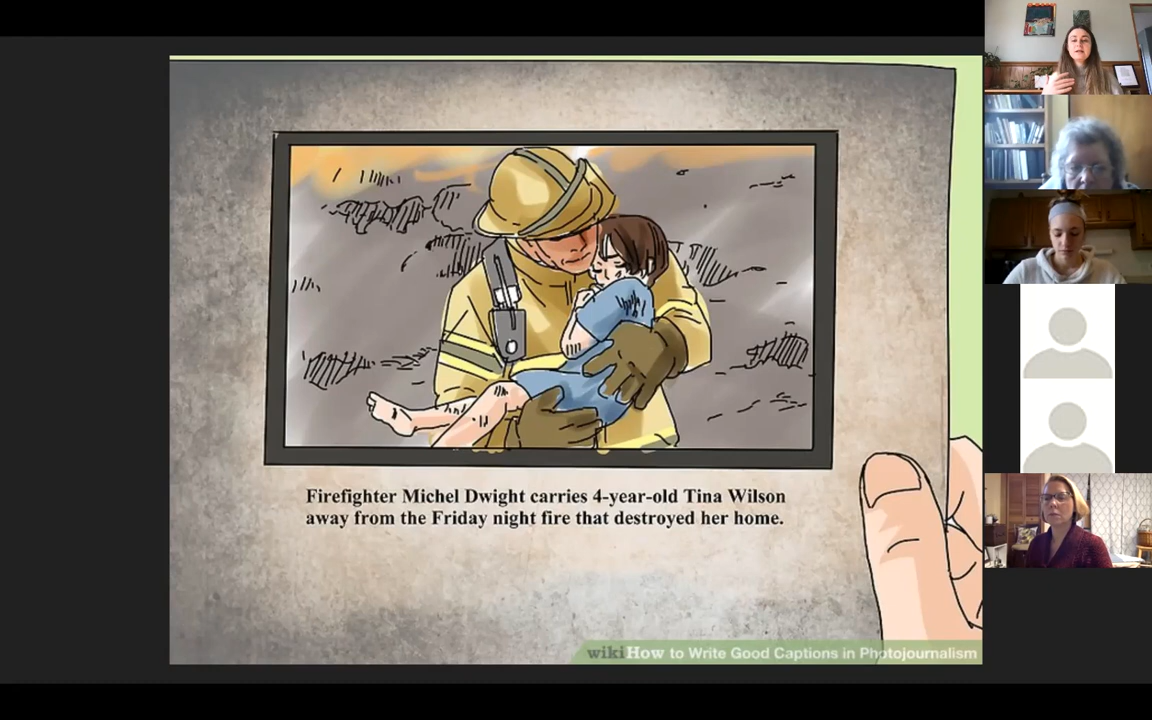 Firefighter Michel Dwight carries 4-year-old Tina Wilson
away from the Friday night fire that destroyed her home.
wikiHow to Write Good Captions in Photojournalism